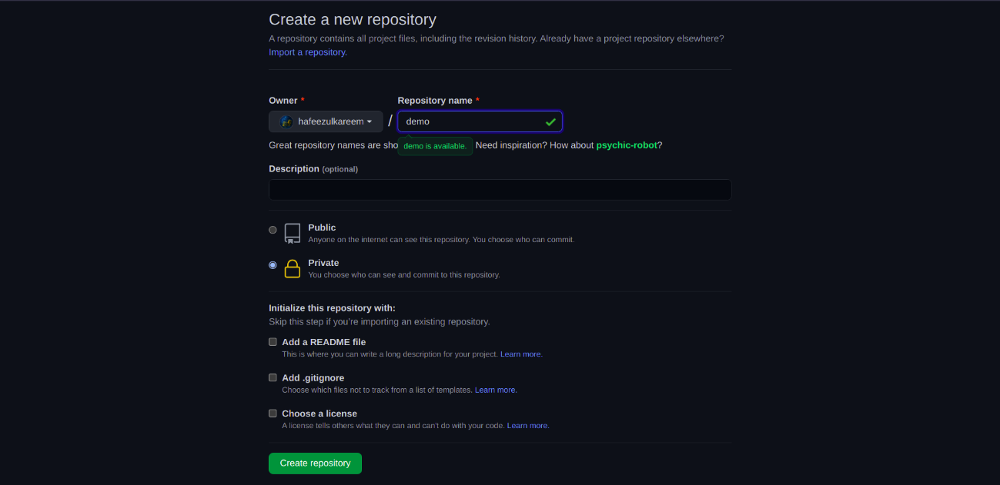 Create a new repository
A repository contains all project files, including the revision history. Already have a project repository elsewhere?
Import a repository.
Owner * Repository name *
hafeezulkareem / demo
Great repository names are sho demo is available. Need inspiration? How about psychic-robot?
Description (optional)
Public
Anyone on the internet can see this repository. You choose who can commit.
Private
You choose who can see and commit to this repository.
Initialize this repository with:
Skip this step if you're importing an existing repository.
Add a README file
This is where you can write a long description for your project. Learn more.
Add .gitignore
Choose which files not to track from a list of templates. Learn more.
Choose a license
A license tells others what they can and can't do with your code. Learn more.
Create repository